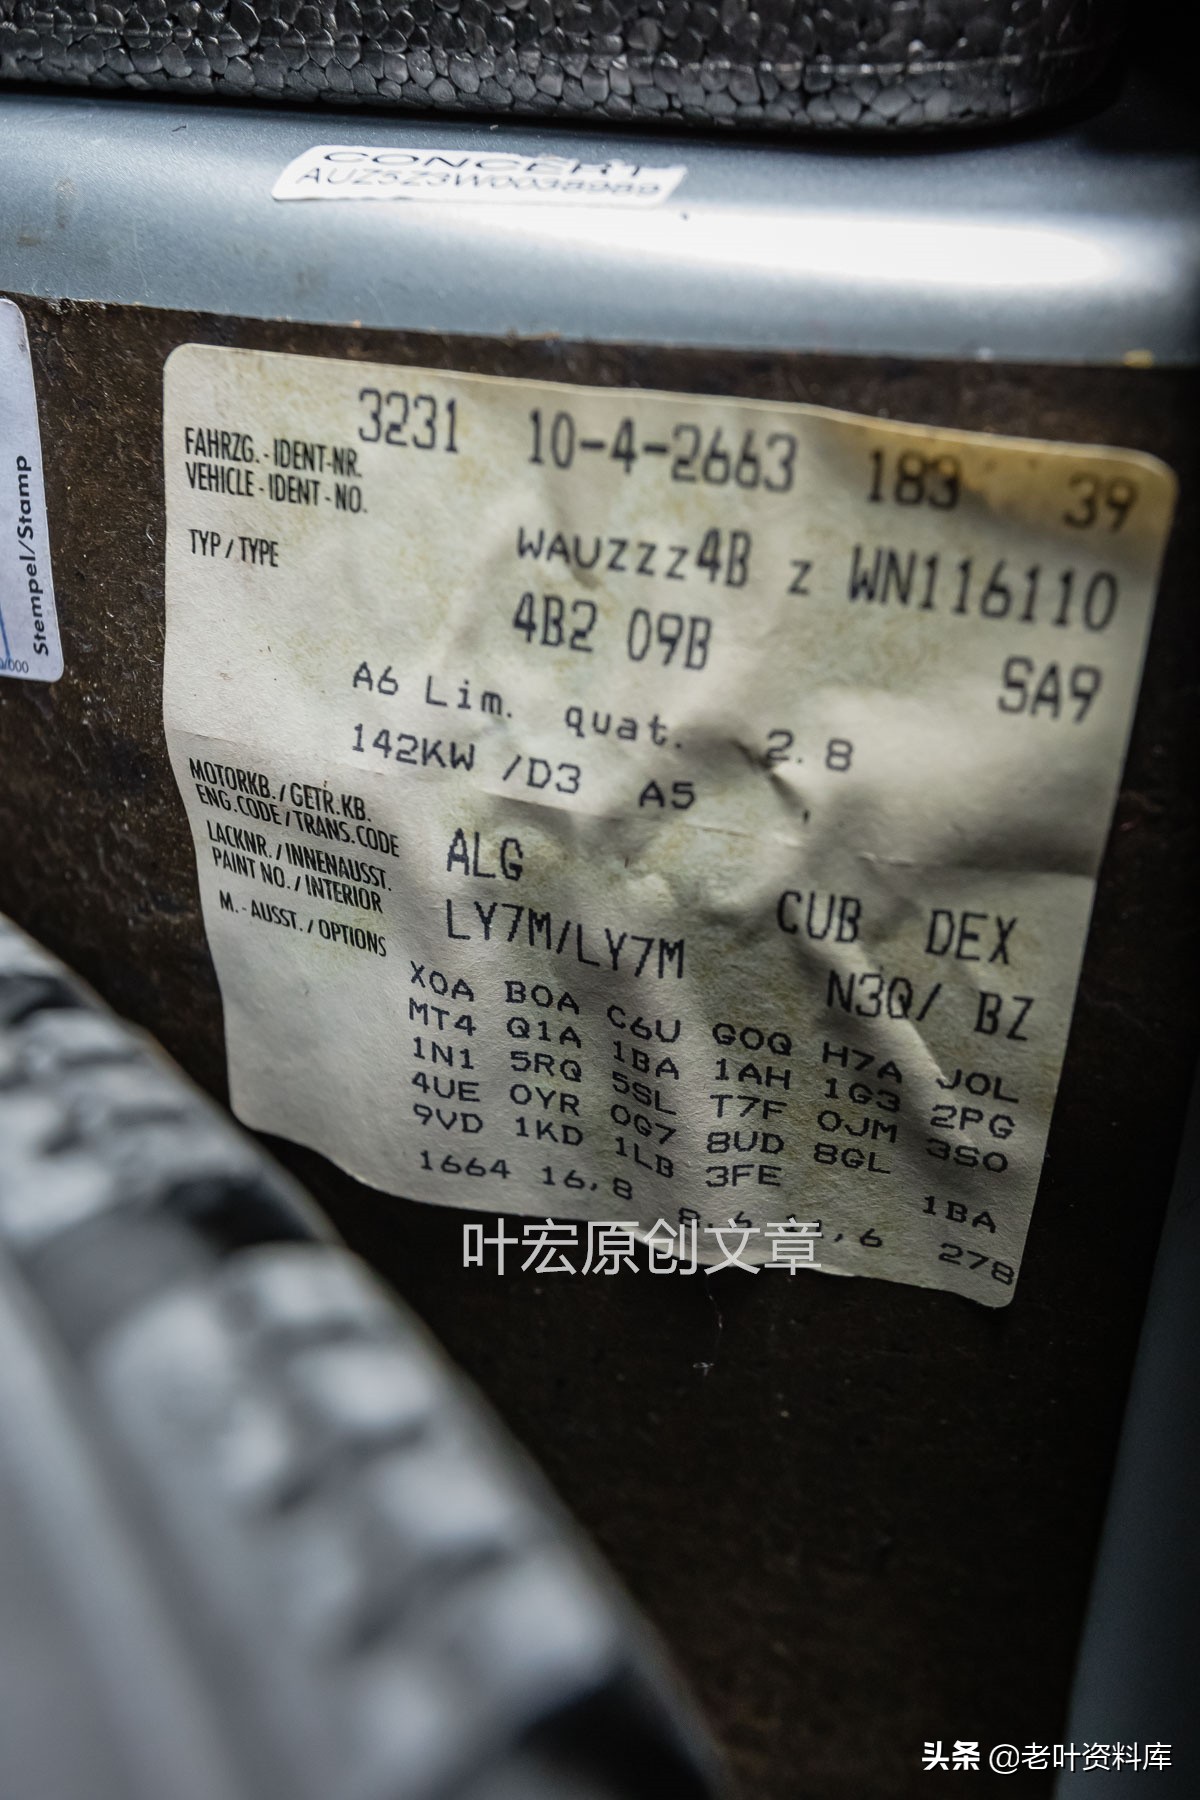 CONCERT
AUZ5Z3W0038989
Stempel/Stamp
3231 10-4-2663 183 39
FAHRZG.-IDENT-NR.
VEHICLE-IDENT-NO.
WAUZZZ4B Z WN116110
TYP / TYPE
4B2 09B SA9
A6 Lim. quat. 2.8
142KW /D3 A5
MOTORKB. / GETR.KB.
ENG.CODE / TRANS.CODE
ALG CUB DEX
LACKNR. / INNENAUSST.
PAINT NO. / INTERIOR
LY7M/LY7M N3Q/ BZ
M.-AUSST. / OPTIONS
X0A B0A C6U G0Q H7A J0L
MT4 Q1A 1BA 1AH 1G3 2PG
1N1 5RQ 5SL T7F 0JM 3S0
4UE 0YR 0G7 8UD 8GL
9VD 1KD 1LB 3FE 1BA
1664 16,8 8,6 11,6 278
叶宏原创文章
头条 @老叶资料库